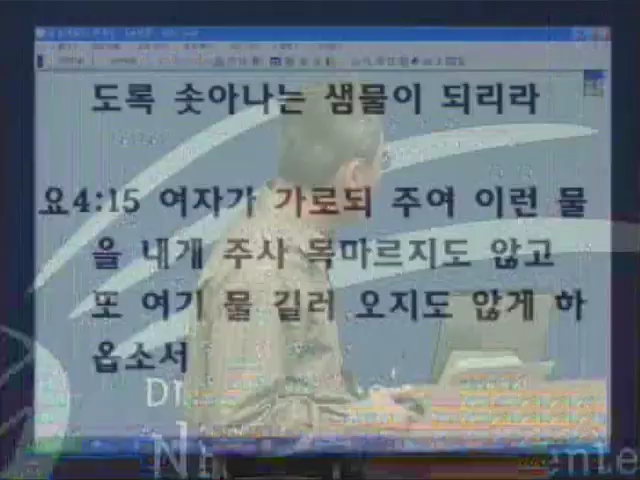 도록 솟아나는 샘물이 되리라
요4:15 여자가 가로되 주여 이런 물
을 내게 주사 목마르지도 않고
또 여기 물 길러 오지도 않게 하
옵소서